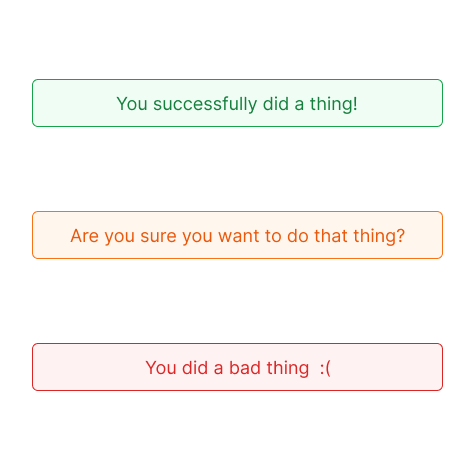 You successfully did a thing!
Are you sure you want to do that thing?
You did a bad thing  :(